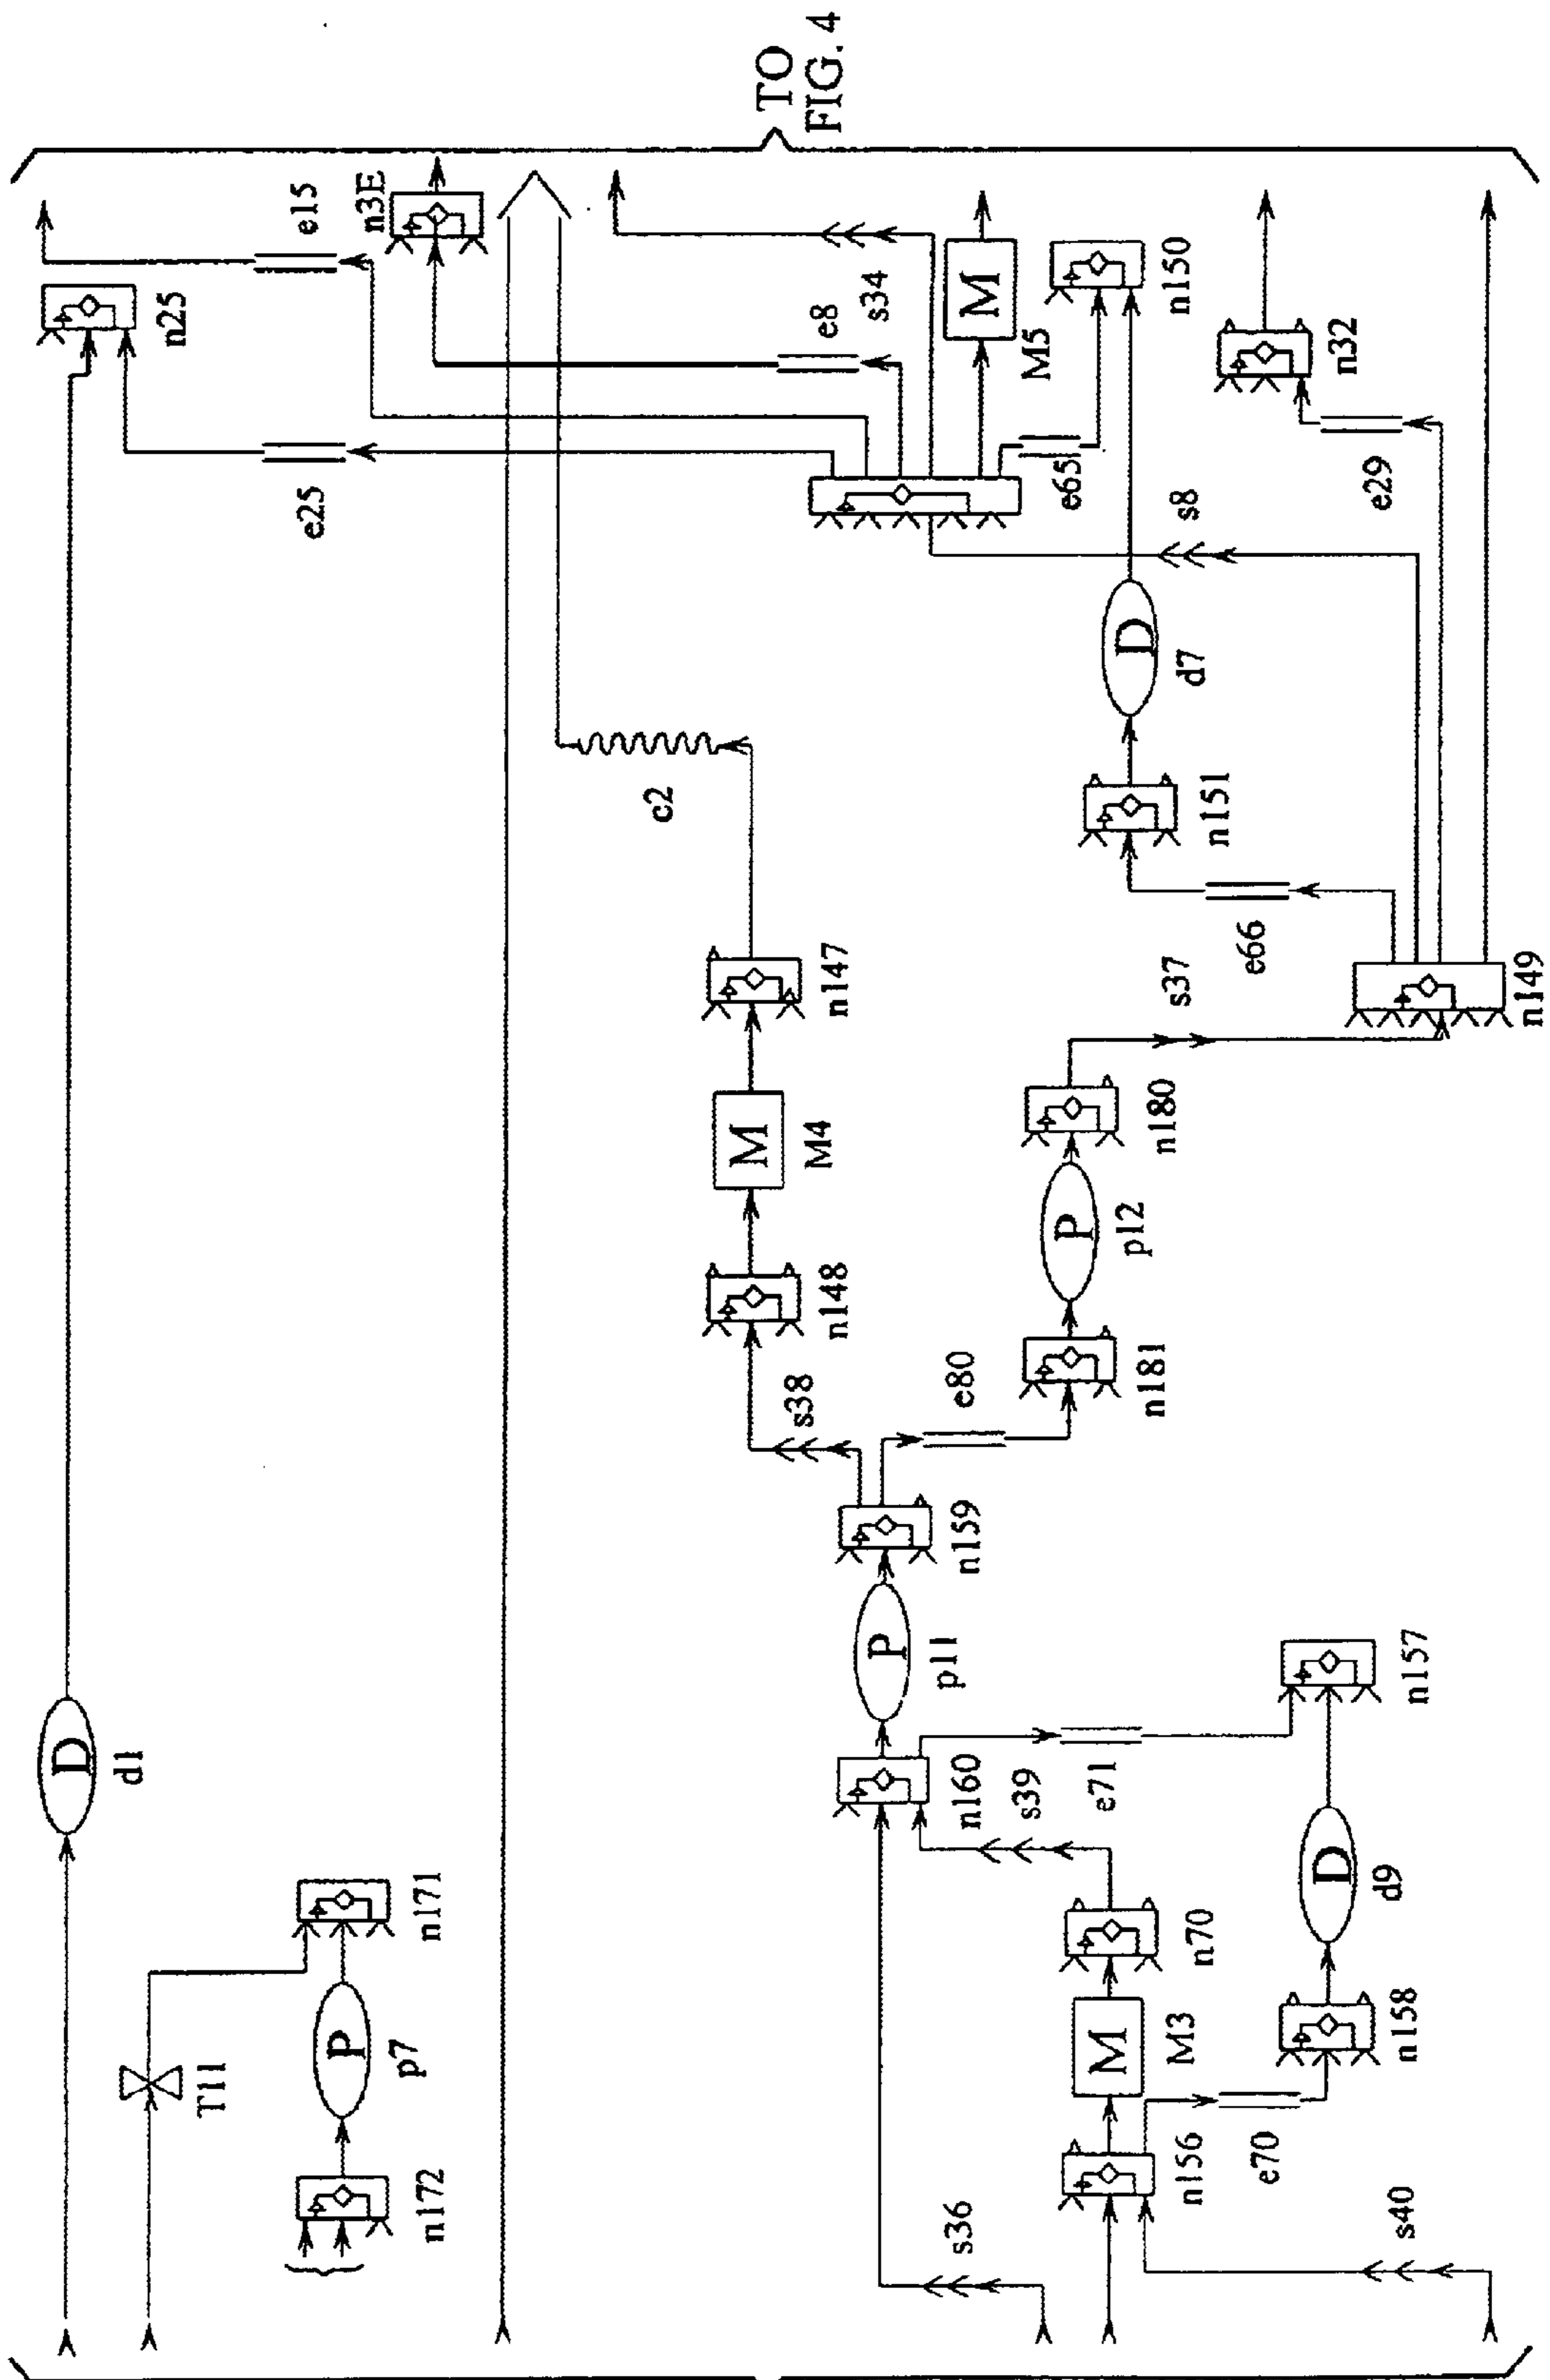 TO
FIG. 4
e15
n25
n3E
e25
e8
s34
M
M5
n150
e65
n32
e29
s8
D
d7
c2
n151
e66
n147
s37
n149
M
M4
n180
P
p12
n148
s38
e80
n181
n159
P
p11
n157
D
d1
n160
s39
e71
n171
n70
D
d9
T11
P
p7
M
M3
n158
n172
n156
e70
s36
s40